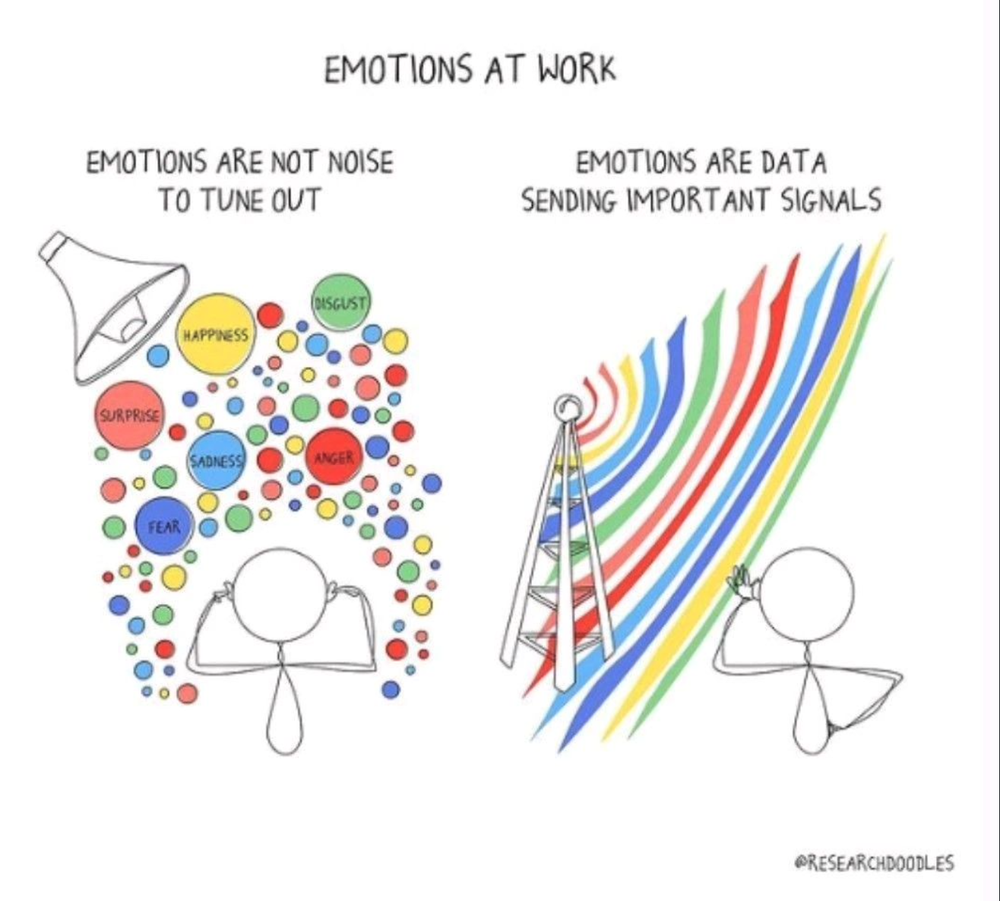 EMOTIONS AT WORK
EMOTIONS ARE NOT NOISE
TO TUNE OUT
DISGUST
HAPPINESS
SURPRISE
SADNESS
ANGER
FEAR
EMOTIONS ARE DATA
SENDING IMPORTANT SIGNALS
@RESEARCHDOODLES